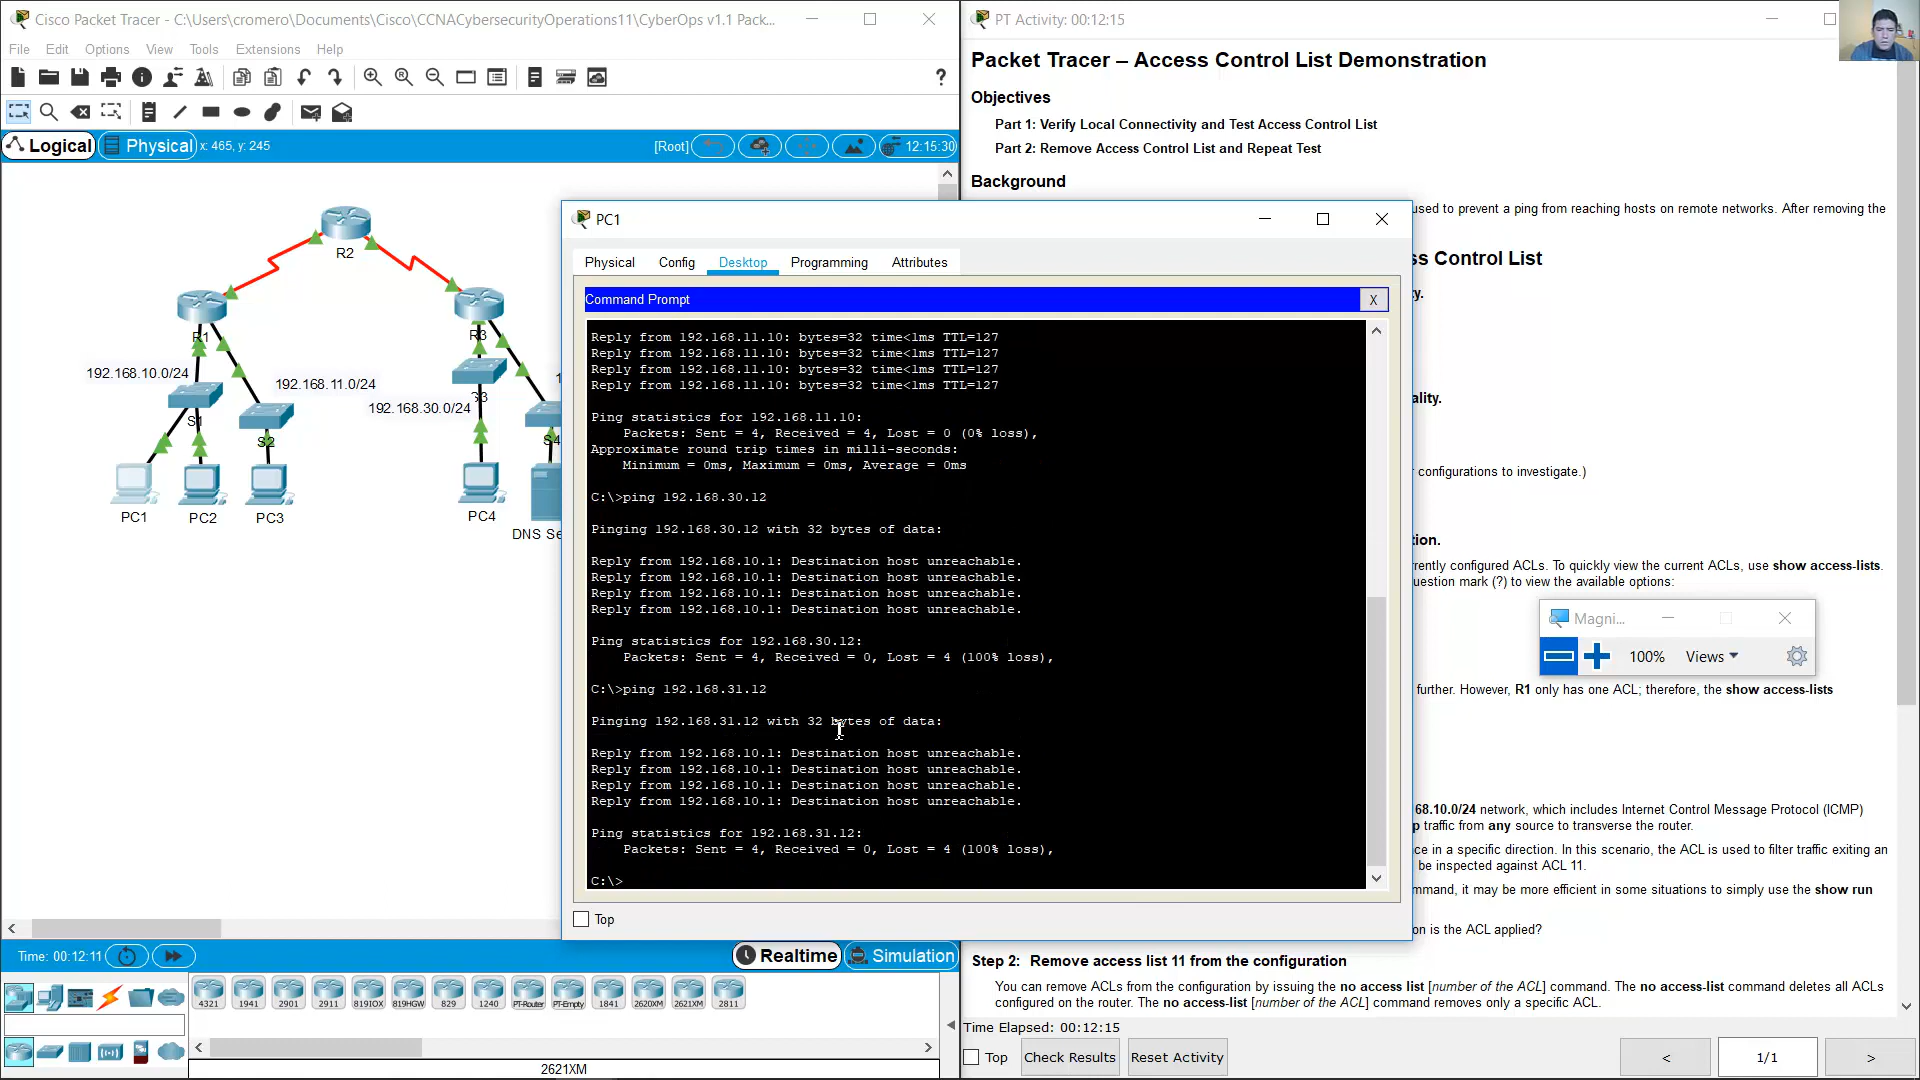 Cisco Packet Tracer - C:\Users\cromero\Documents\Cisco\CCNACybersecurityOperations11\CyberOps v1.1 Pack...
File Edit Options View Tools Extensions Help
Logical
Physical
x: 465, y: 245
[Root]
12:15:30
R2
R1
R3
192.168.10.0/24
192.168.11.0/24
192.168.30.0/24
S1
S2
S3
S4
PC1
PC2
PC3
PC4
DNS Se
Time: 00:12:11
Realtime
Simulation
4321
1941
2901
2911
819IOX
819HGW
829
1240
PT-Router
PT-Empty
1841
2620XM
2621XM
2811
2621XM
PC1
Physical Config Desktop Programming Attributes
Command Prompt
X
Reply from 192.168.11.10: bytes=32 time<1ms TTL=127
Reply from 192.168.11.10: bytes=32 time<1ms TTL=127
Reply from 192.168.11.10: bytes=32 time<1ms TTL=127
Reply from 192.168.11.10: bytes=32 time<1ms TTL=127
Ping statistics for 192.168.11.10:
Packets: Sent = 4, Received = 4, Lost = 0 (0% loss),
Approximate round trip times in milli-seconds:
Minimum = 0ms, Maximum = 0ms, Average = 0ms
C:\>ping 192.168.30.12
Pinging 192.168.30.12 with 32 bytes of data:
Reply from 192.168.10.1: Destination host unreachable.
Reply from 192.168.10.1: Destination host unreachable.
Reply from 192.168.10.1: Destination host unreachable.
Reply from 192.168.10.1: Destination host unreachable.
Ping statistics for 192.168.30.12:
Packets: Sent = 4, Received = 0, Lost = 4 (100% loss),
C:\>ping 192.168.31.12
Pinging 192.168.31.12 with 32 bytes of data:
Reply from 192.168.10.1: Destination host unreachable.
Reply from 192.168.10.1: Destination host unreachable.
Reply from 192.168.10.1: Destination host unreachable.
Reply from 192.168.10.1: Destination host unreachable.
Ping statistics for 192.168.31.12:
Packets: Sent = 4, Received = 0, Lost = 4 (100% loss),
C:\>
Top
PT Activity: 00:12:15
Packet Tracer – Access Control List Demonstration
Objectives
Part 1: Verify Local Connectivity and Test Access Control List
Part 2: Remove Access Control List and Repeat Test
Background
used to prevent a ping from reaching hosts on remote networks. After removing the
ss Control List
y.
ality.
configurations to investigate.)
tion.
rently configured ACLs. To quickly view the current ACLs, use show access-lists.
uestion mark (?) to view the available options:
Magni...
100% Views
further. However, R1 only has one ACL; therefore, the show access-lists
68.10.0/24 network, which includes Internet Control Message Protocol (ICMP)
p traffic from any source to transverse the router.
ce in a specific direction. In this scenario, the ACL is used to filter traffic exiting an
be inspected against ACL 11.
mmand, it may be more efficient in some situations to simply use the show run
on is the ACL applied?
Step 2: Remove access list 11 from the configuration
You can remove ACLs from the configuration by issuing the no access list [number of the ACL] command. The no access-list command deletes all ACLs
configured on the router. The no access-list [number of the ACL] command removes only a specific ACL.
Time Elapsed: 00:12:15
Top
Check Results
Reset Activity
<
1/1
>